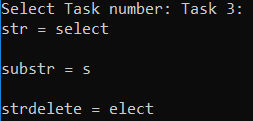 Select Task number: Task 3:
str = select
substr = s
strdelete = elect